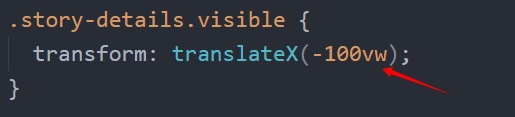 .story-details.visible {
transform: translateX(-100vw);
}